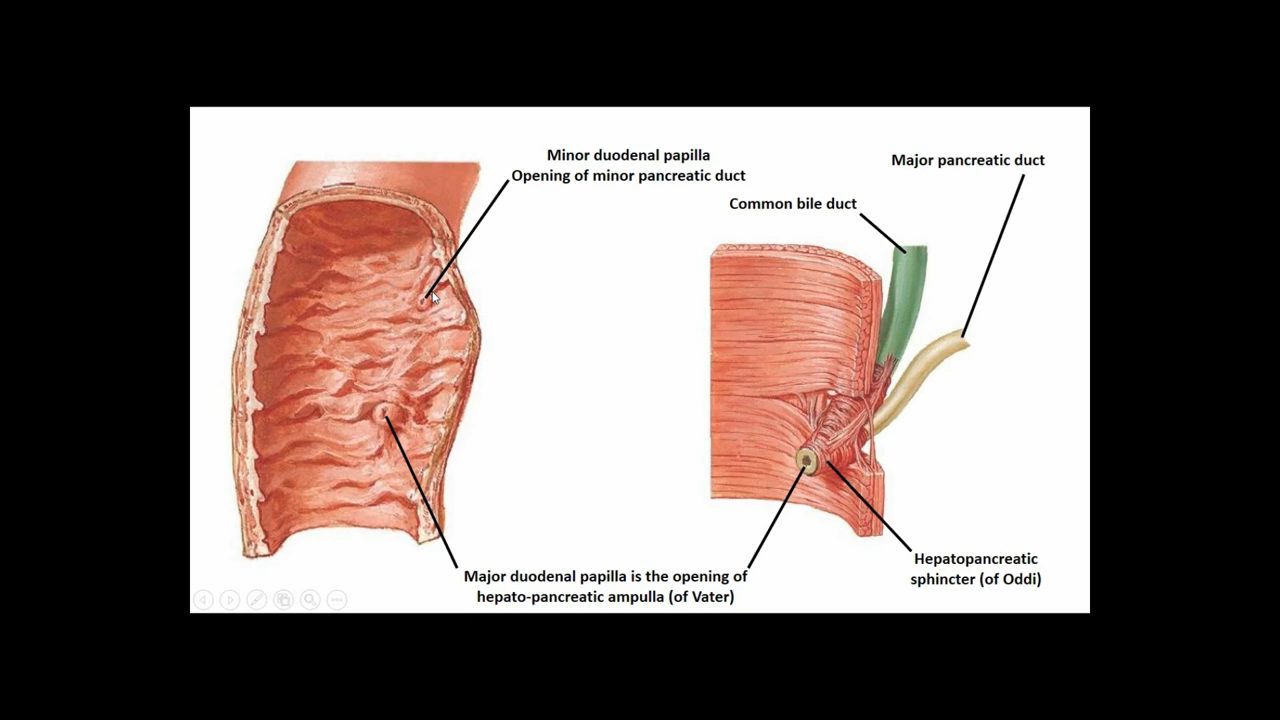 Minor duodenal papilla
Opening of minor pancreatic duct
Major pancreatic duct
Common bile duct
Major duodenal papilla is the opening of
hepato-pancreatic ampulla (of Vater)
Hepatopancreatic
sphincter (of Oddi)